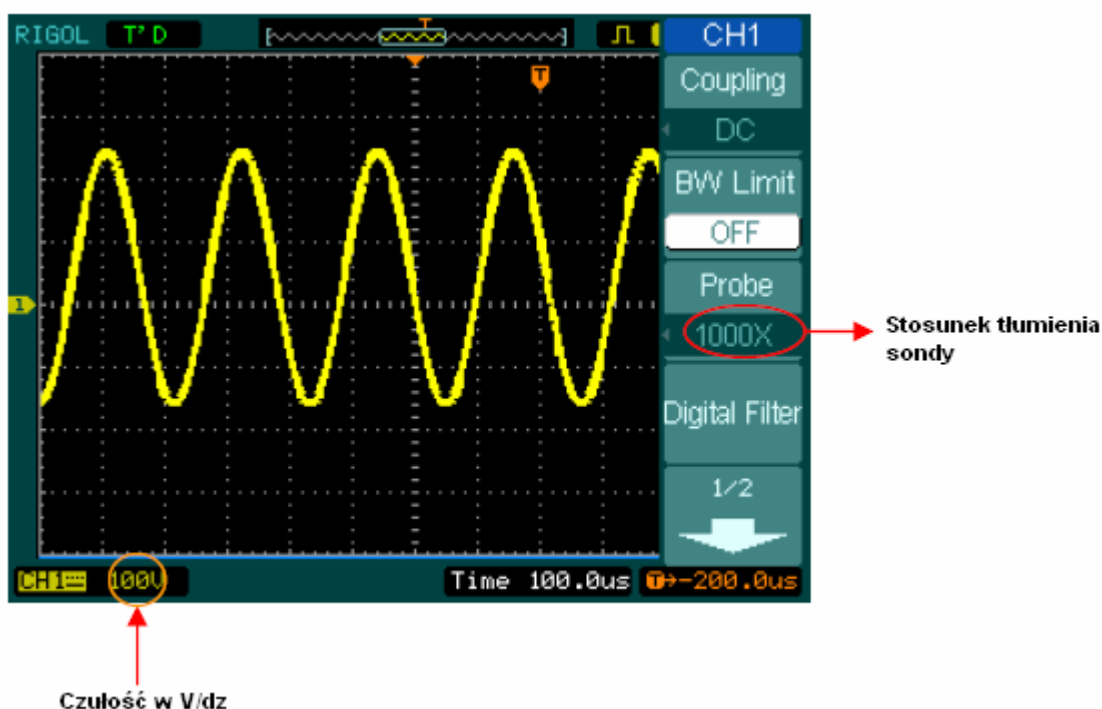 RIGOL T'D T CH1
T
Coupling
DC
BW Limit
OFF
1
Probe
1000X
Stosunek tłumienia
sondy
Digital Filter
1/2
CH1 100V Time 100.0us T→-200.0us
Czułość w V/dz